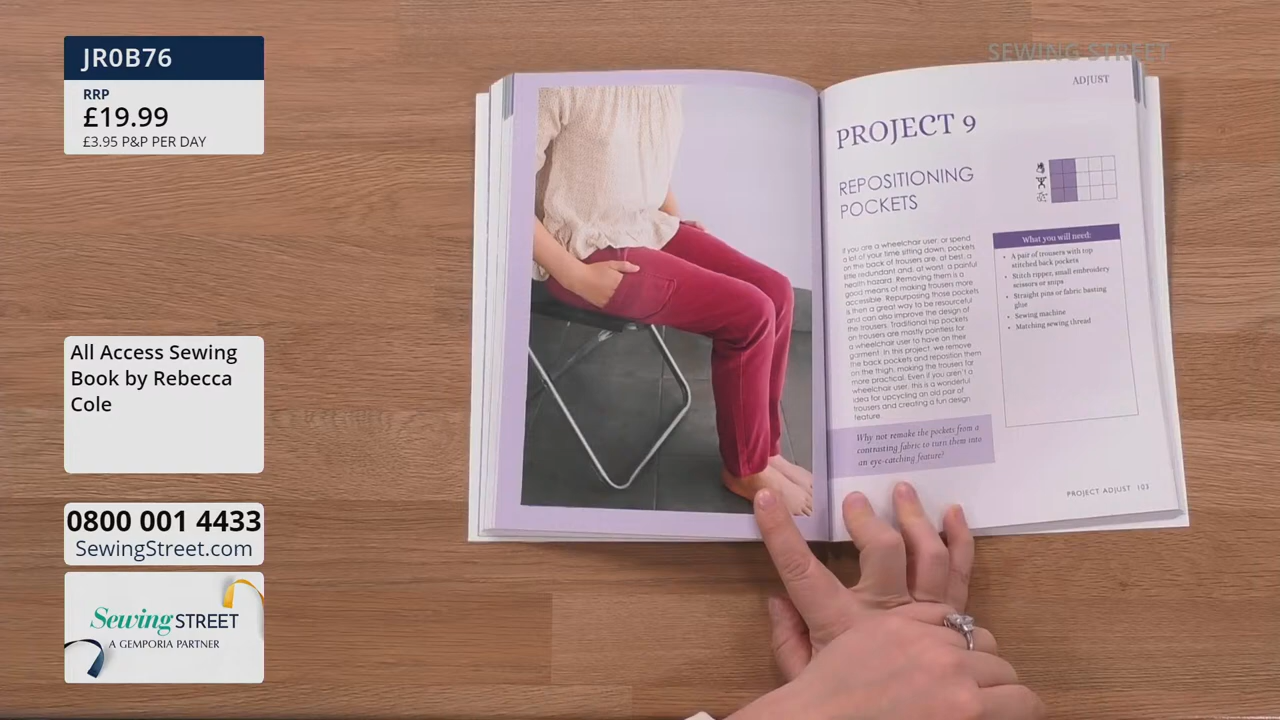 JR0B76
RRP
£19.99
£3.95 P&P PER DAY
All Access Sewing
Book by Rebecca
Cole
0800 001 4433
SewingStreet.com
Sewing STREET
A GEMPORIA PARTNER
SEWING STREET
ADJUST
PROJECT 9
REPOSITIONING
POCKETS
If you are a wheelchair user, or spend
a lot of your time sitting down, pockets
on the back of trousers are, at best, a
little redundant and, at worst, a painful
health hazard. Removing them is a
good means of making trousers more
accessible. Repurposing those pockets
is then a great way to be resourceful
and can also improve the design of
the trousers. Traditional hip pockets
on trousers are mostly pointless for
a wheelchair user to have on their
garment. In this project, we remove
the back pockets and reposition them
on the thigh, making the trousers far
more practical. Even if you aren't a
wheelchair user, this is a wonderful
idea for upcycling an old pair of
trousers and creating a fun design
feature.
Why not remake the pockets from a
contrasting fabric to turn them into
an eye-catching feature?
What you will need:
• A pair of trousers with top
stitched back pockets
• Stitch ripper, small embroidery
scissors or snips
• Straight pins or fabric basting
glue
• Sewing machine
• Matching sewing thread
PROJECT ADJUST 103